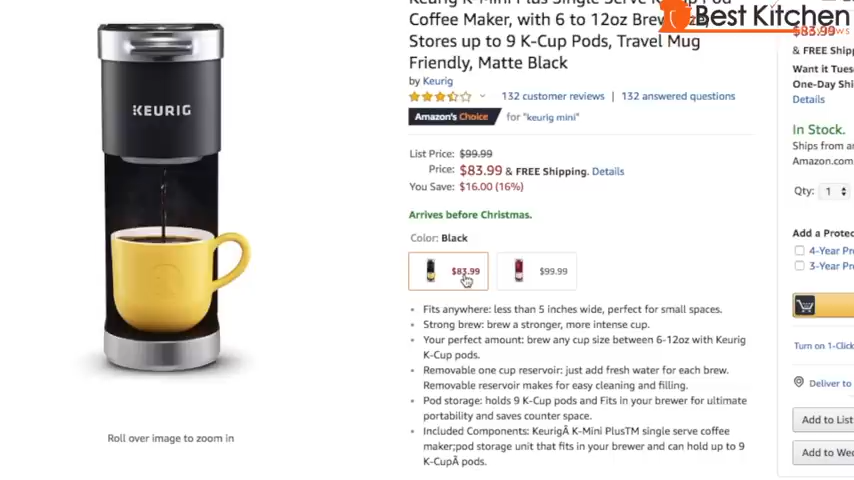 Coffee Maker, with 6 to 12oz Brew Size,
Stores up to 9 K-Cup Pods, Travel Mug
Friendly, Matte Black
by Keurig
132 customer reviews | 132 answered questions
Amazon's Choice for "keurig mini"
List Price: $99.99
Price: $83.99 & FREE Shipping. Details
You Save: $16.00 (16%)
Arrives before Christmas.
Color: Black
$83.99
$99.99
Fits anywhere: less than 5 inches wide, perfect for small spaces.
Strong brew: brew a stronger, more intense cup.
Your perfect amount: brew any cup size between 6-12oz with Keurig
K-Cup pods.
Removable one cup reservoir: just add fresh water for each brew.
Removable reservoir makes for easy cleaning and filling.
Pod storage: holds 9 K-Cup pods and Fits in your brewer for ultimate
portability and saves counter space.
Included Components: KeurigÂ K-Mini PlusTM single serve coffee
maker;pod storage unit that fits in your brewer and can hold up to 9
K-CupÂ pods.
KEURIG
Roll over image to zoom in
Best Kitchen
$83.99
& FREE Shipp
Want it Tues
One-Day Shi
Details
In Stock.
Ships from a
Amazon.com
Qty: 1
Add a Protec
4-Year Pr
3-Year Pr
Turn on 1-Click
Deliver to
Add to List
Add to Wed